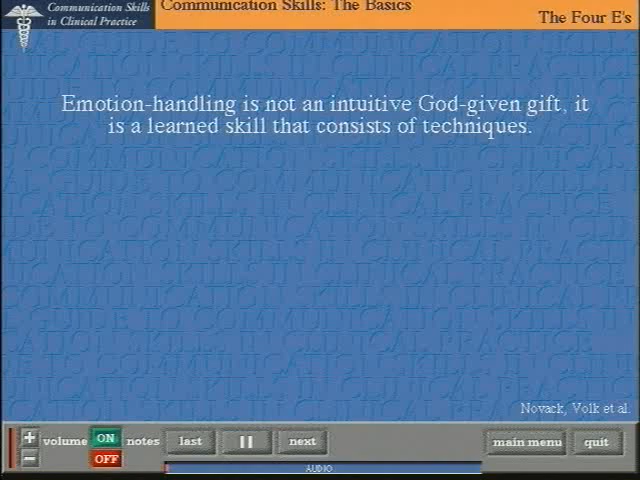 Communication Skills
in Clinical Practice
Communication Skills: The Basics
The Four E's
Emotion-handling is not an intuitive God-given gift, it
is a learned skill that consists of techniques.
Novack, Volk et al.
+ volume ON notes last next main menu quit
− OFF
AUDIO